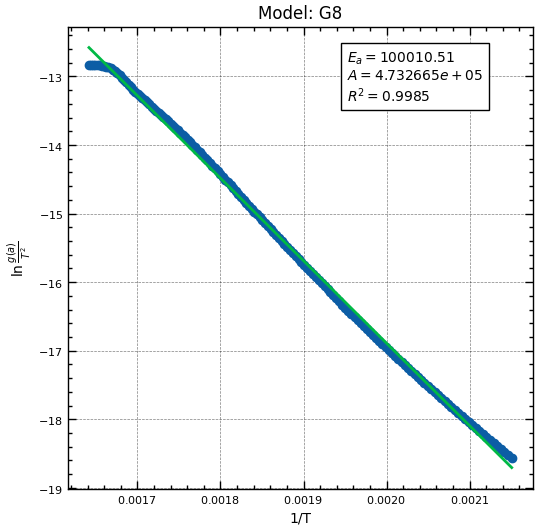 Model: G8
E_a = 100010.51
A = 4.732665e + 05
R² = 0.9985
−13
−14
−15
−16
−17
−18
−19
ln g(a)/T²
0.0017 0.0018 0.0019 0.0020 0.0021
1/T